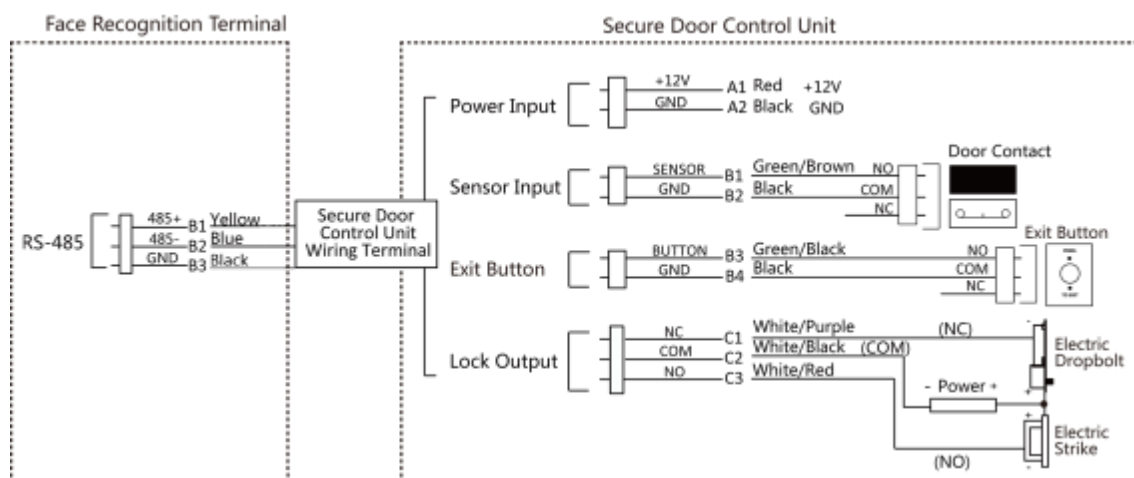 Face Recognition Terminal
Secure Door Control Unit
Power Input
+12V A1 Red +12V
GND A2 Black GND
Sensor Input
SENSOR B1 Green/Brown NO
GND B2 Black COM
NC
Door Contact
RS-485
485+ B1 Yellow
485- B2 Blue
GND B3 Black
Secure Door
Control Unit
Wiring Terminal
Exit Button
BUTTON B3 Green/Black NO
GND B4 Black COM
NC
Exit Button
Lock Output
NC C1 White/Purple (NC)
COM C2 White/Black (COM)
NO C3 White/Red
- Power +
(NO)
-
Electric
Dropbolt
+
+
Electric
Strike
-